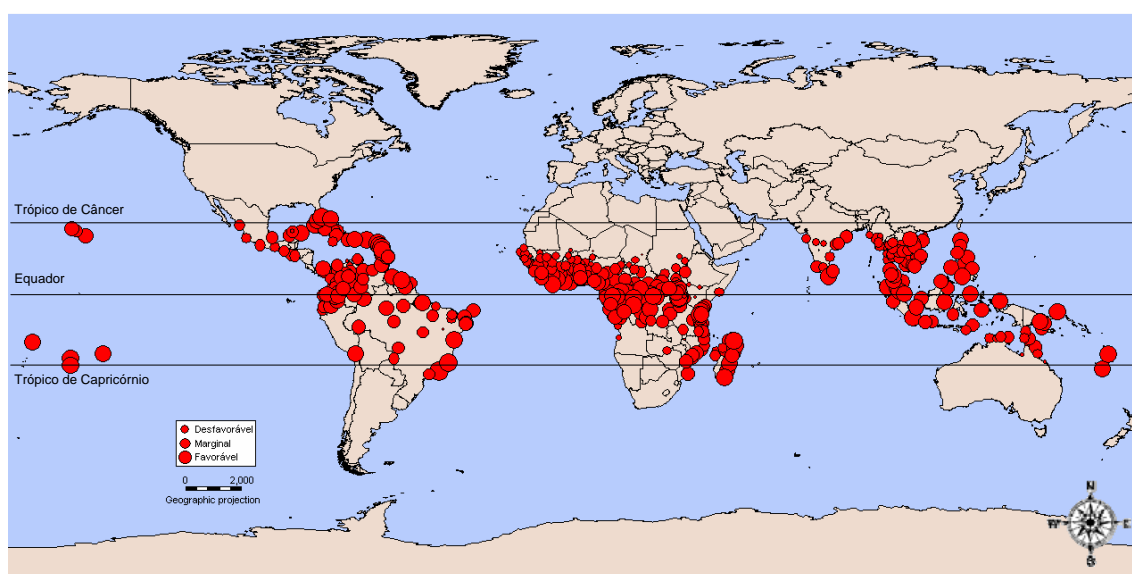 Trópico de Câncer
Equador
Trópico de Capricórnio
Desfavorável
Marginal
Favorável
0 2,000
Geographic projection
N
W E
S